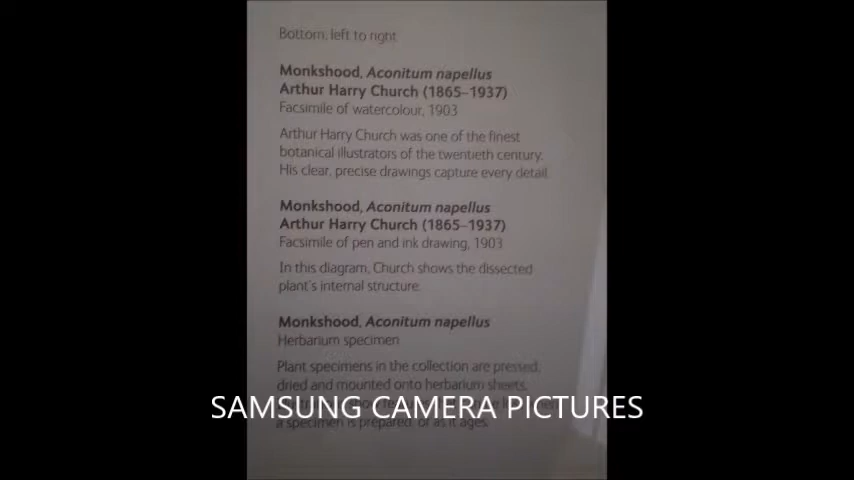 Bottom, left to right
Monkshood, Aconitum napellus
Arthur Harry Church (1865–1937)
Facsimile of watercolour, 1903
Arthur Harry Church was one of the finest
botanical illustrators of the twentieth century.
His clear, precise drawings capture every detail.
Monkshood, Aconitum napellus
Arthur Harry Church (1865–1937)
Facsimile of pen and ink drawing, 1903
In this diagram, Church shows the dissected
plant's internal structure.
Monkshood, Aconitum napellus
Herbarium specimen
Plant specimens in the collection are pressed,
dried and mounted onto herbarium sheets.
SAMSUNG CAMERA PICTURES
a specimen is prepared, or as it ages.